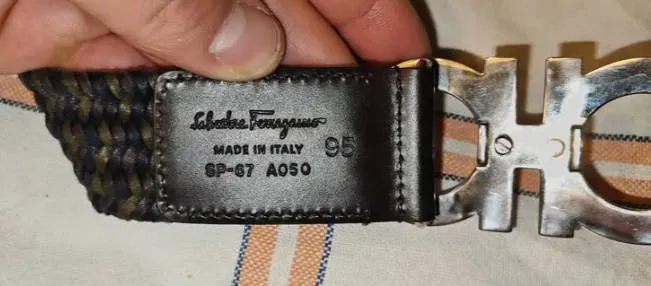 Salvatore Ferragamo
MADE IN ITALY 95
SP-67 A050